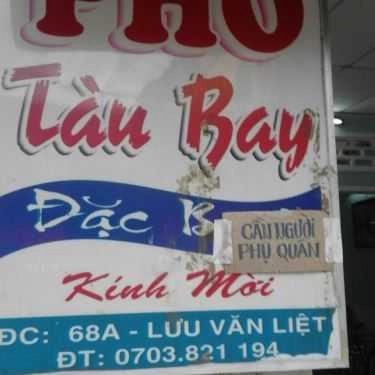 PHỞ
Tàu Bay
Đặc B
CẦN NGƯỜI
PHỤ QUÁN
Kính Mời
ĐC: 68A - LƯU VĂN LIỆT
ĐT: 0703.821 194